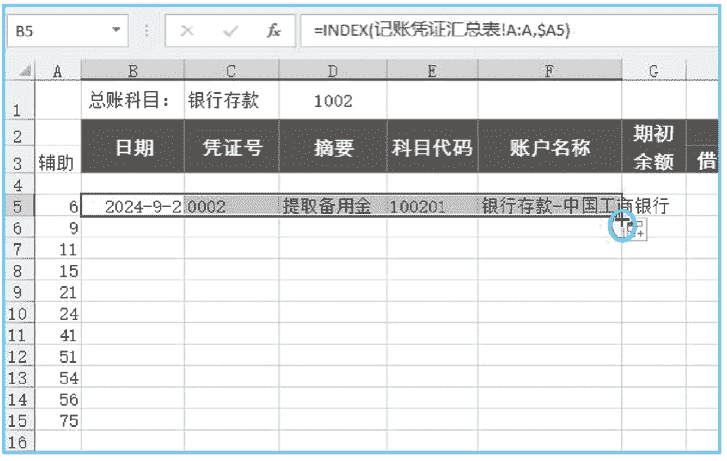 B5 fx =INDEX(记账凭证汇总表!A:A,$A5)
A B C D E F G
1 总账科目： 银行存款 1002
2 日期 凭证号 摘要 科目代码 账户名称 期初
3 辅助 余额 借
4
5 6 2024-9-2 0002 提取备用金 100201 银行存款-中国工商银行
6 9
7 11
8 15
9 21
10 24
11 41
12 51
13 54
14 56
15 75
16